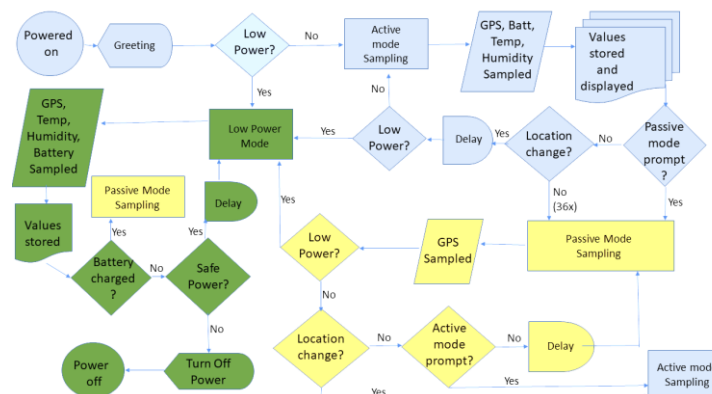 Powered
on
Greeting
Low
Power?
No
Active
mode
Sampling
GPS, Batt,
Temp,
Humidity
Sampled
Values
stored
and
displayed
Yes
No
GPS,
Temp,
Humidity,
Battery
Sampled
Low Power
Mode
Yes
Low
Power?
Delay
Yes
Location
change?
No
Passive
mode
prompt
?
Passive Mode
Sampling
Delay
Yes
No
(36x)
Yes
Values
stored
Yes
Yes
Battery
charged
?
No
Safe
Power?
Low
Power?
GPS
Sampled
Passive Mode
Sampling
No
No
Location
change?
No
Active
mode
prompt?
No
Delay
Power
off
Turn Off
Power
Yes
Yes
Active mode
Sampling